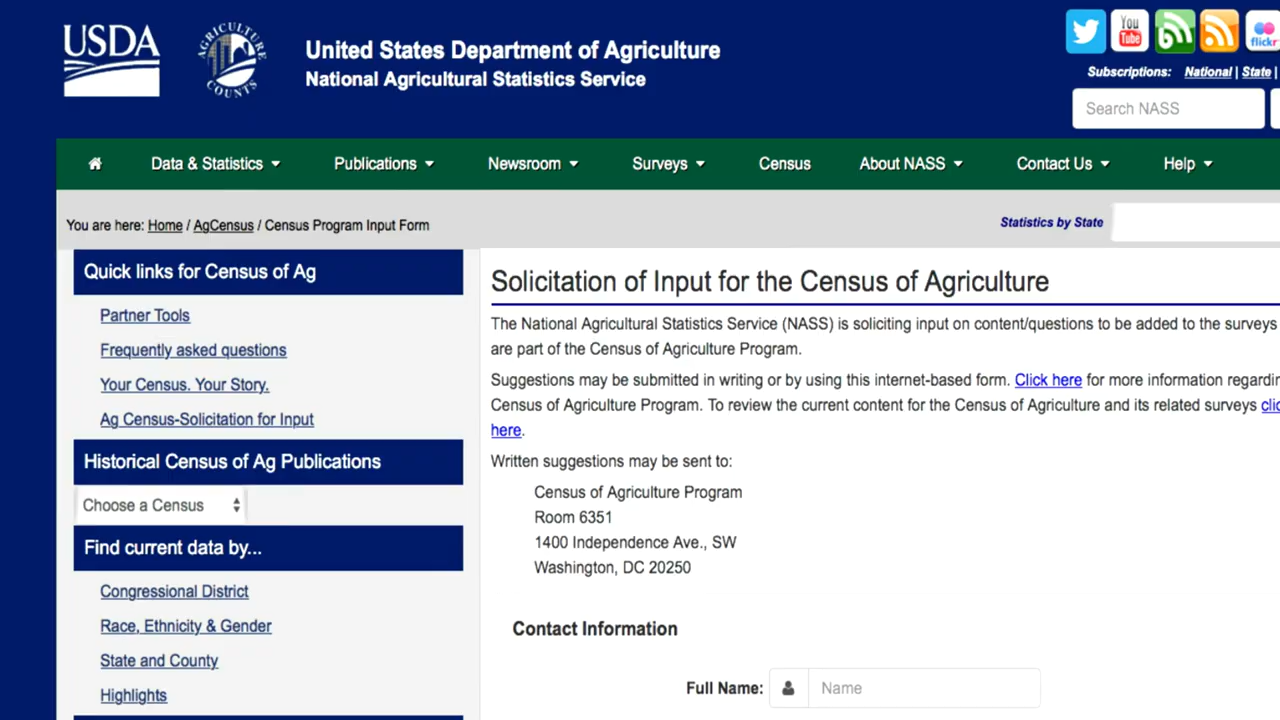 USDA
AGRICULTURE COUNTS
United States Department of Agriculture
National Agricultural Statistics Service
You Tube
flickr
Subscriptions: National | State |
Search NASS
Data & Statistics
Publications
Newsroom
Surveys
Census
About NASS
Contact Us
Help
You are here: Home / AgCensus / Census Program Input Form
Statistics by State
Quick links for Census of Ag
Partner Tools
Frequently asked questions
Your Census. Your Story.
Ag Census-Solicitation for Input
Historical Census of Ag Publications
Choose a Census
Find current data by...
Congressional District
Race, Ethnicity & Gender
State and County
Highlights
Solicitation of Input for the Census of Agriculture
The National Agricultural Statistics Service (NASS) is soliciting input on content/questions to be added to the surveys
are part of the Census of Agriculture Program.
Suggestions may be submitted in writing or by using this internet-based form. Click here for more information regardin
Census of Agriculture Program. To review the current content for the Census of Agriculture and its related surveys clic
here.
Written suggestions may be sent to:
Census of Agriculture Program
Room 6351
1400 Independence Ave., SW
Washington, DC 20250
Contact Information
Full Name:
Name